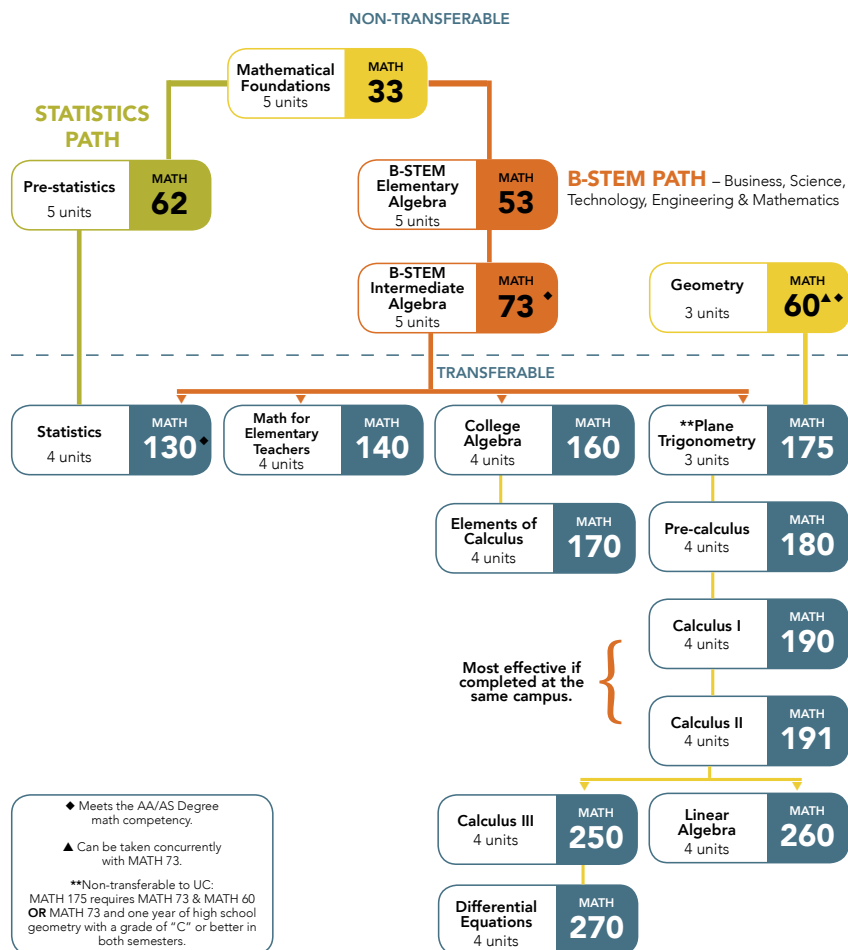 NON-TRANSFERABLE
Mathematical
Foundations
5 units
MATH
33
STATISTICS
PATH
Pre-statistics
5 units
MATH
62
B-STEM
Elementary
Algebra
5 units
MATH
53
B-STEM PATH – Business, Science,
Technology, Engineering & Mathematics
B-STEM
Intermediate
Algebra
5 units
MATH
73 ◆
Geometry
3 units
MATH
60▲◆
TRANSFERABLE
Statistics
4 units
MATH
130◆
Math for
Elementary
Teachers
4 units
MATH
140
College
Algebra
4 units
MATH
160
**Plane
Trigonometry
3 units
MATH
175
Elements of
Calculus
4 units
MATH
170
Pre-calculus
4 units
MATH
180
Calculus I
4 units
MATH
190
Most effective if
completed at the
same campus.
Calculus II
4 units
MATH
191
Calculus III
4 units
MATH
250
Linear
Algebra
4 units
MATH
260
Differential
Equations
4 units
MATH
270
◆ Meets the AA/AS Degree
math competency.
▲ Can be taken concurrently
with MATH 73.
**Non-transferable to UC:
MATH 175 requires MATH 73 & MATH 60
OR MATH 73 and one year of high school
geometry with a grade of “C” or better in
both semesters.